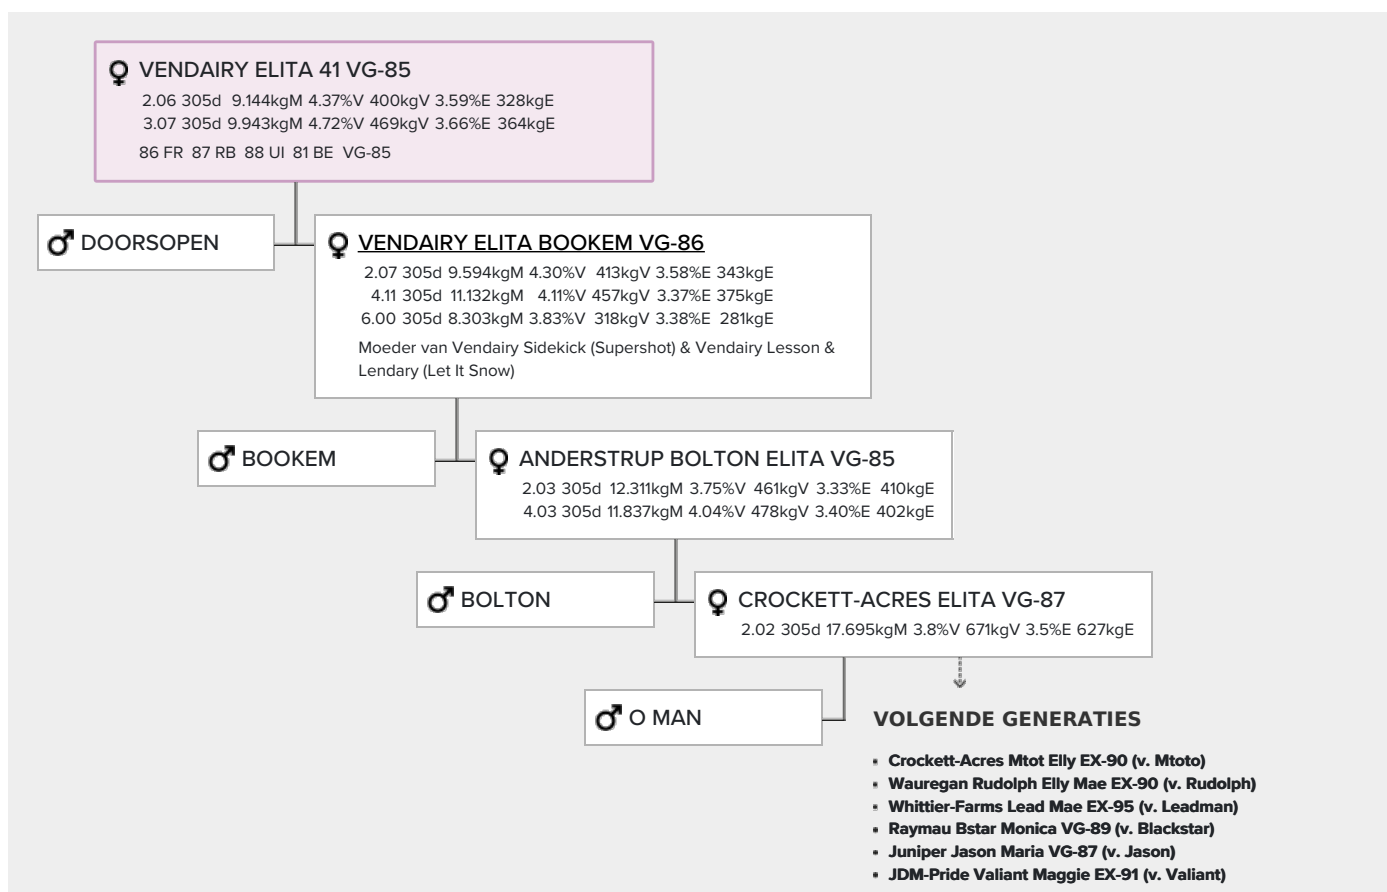 VENDAIRY ELITA 41 VG-85
2.06 305d 9.144kgM 4.37%V 400kgV 3.59%E 328kgE
3.07 305d 9.943kgM 4.72%V 469kgV 3.66%E 364kgE
86 FR 87 RB 88 UI 81 BE VG-85
DOORSOPEN
VENDAIRY ELITA BOOKEM VG-86
2.07 305d 9.594kgM 4.30%V 413kgV 3.58%E 343kgE
4.11 305d 11.132kgM 4.11%V 457kgV 3.37%E 375kgE
6.00 305d 8.303kgM 3.83%V 318kgV 3.38%E 281kgE
Moeder van Vendairy Sidekick (Supershot) & Vendairy Lesson &
Lendary (Let It Snow)
BOOKEM
ANDERSTRUP BOLTON ELITA VG-85
2.03 305d 12.311kgM 3.75%V 461kgV 3.33%E 410kgE
4.03 305d 11.837kgM 4.04%V 478kgV 3.40%E 402kgE
BOLTON
CROCKETT-ACRES ELITA VG-87
2.02 305d 17.695kgM 3.8%V 671kgV 3.5%E 627kgE
O MAN
VOLGENDE GENERATIES
• Crockett-Acres Mtot Elly EX-90 (v. Mtoto)
• Wauregan Rudolph Elly Mae EX-90 (v. Rudolph)
• Whittier-Farms Lead Mae EX-95 (v. Leadman)
• Raymau Bstar Monica VG-89 (v. Blackstar)
• Juniper Jason Maria VG-87 (v. Jason)
• JDM-Pride Valiant Maggie EX-91 (v. Valiant)